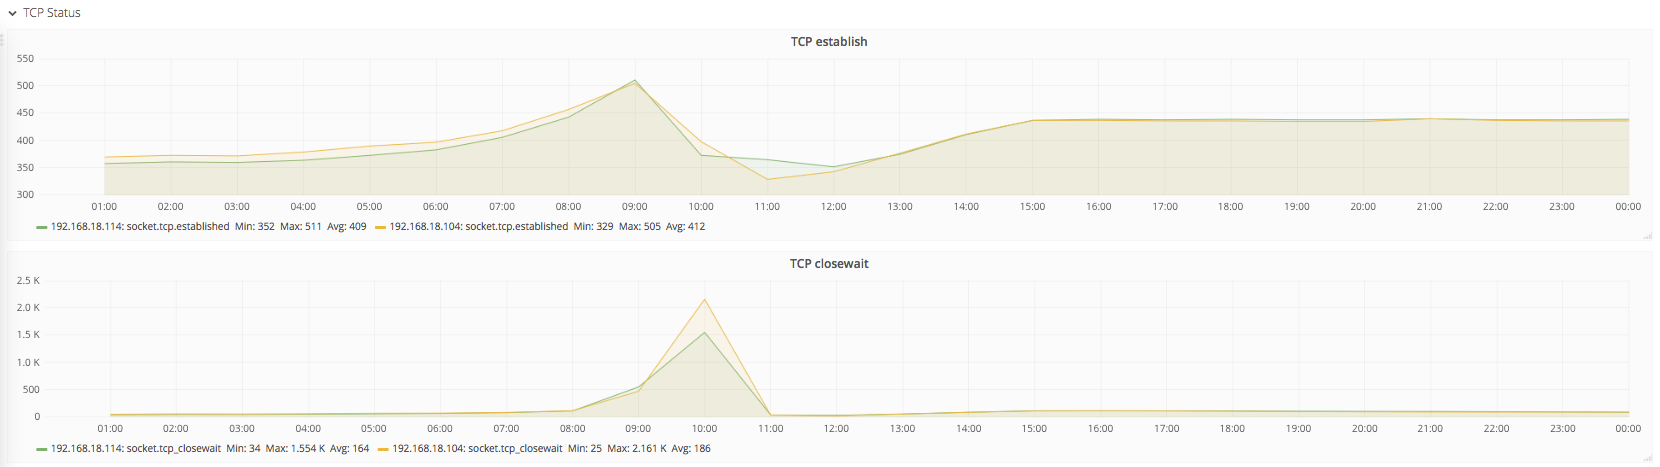 TCP Status
TCP establish
550
500
450
400
350
300
01:00 02:00 03:00 04:00 05:00 06:00 07:00 08:00 09:00 10:00 11:00 12:00 13:00 14:00 15:00 16:00 17:00 18:00 19:00 20:00 21:00 22:00 23:00 00:00
192.168.18.114: socket.tcp.established Min: 352 Max: 511 Avg: 409 192.168.18.104: socket.tcp.established Min: 329 Max: 505 Avg: 412
TCP closewait
2.5 K
2.0 K
1.5 K
1.0 K
500
0
01:00 02:00 03:00 04:00 05:00 06:00 07:00 08:00 09:00 10:00 11:00 12:00 13:00 14:00 15:00 16:00 17:00 18:00 19:00 20:00 21:00 22:00 23:00 00:00
192.168.18.114: socket.tcp_closewait Min: 34 Max: 1.554 K Avg: 164 192.168.18.104: socket.tcp_closewait Min: 25 Max: 2.161 K Avg: 186